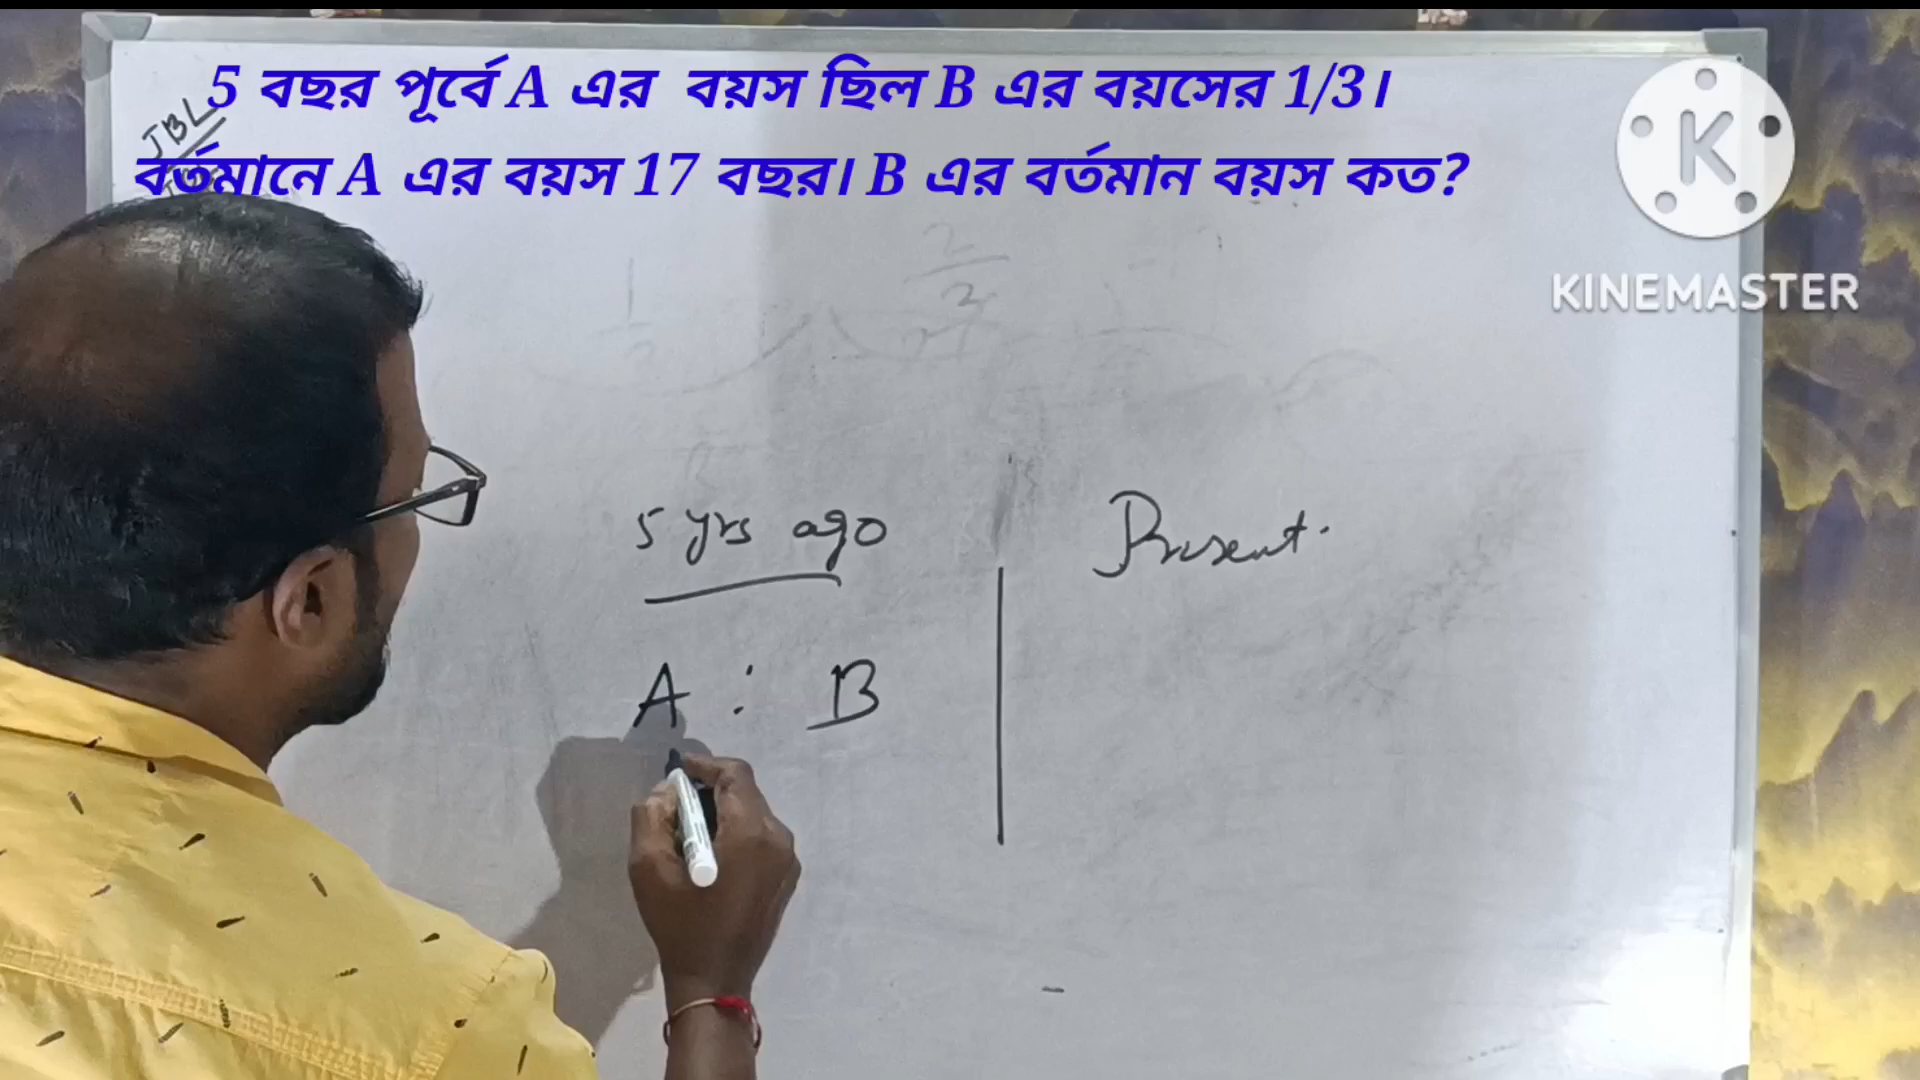 5 বছর পূর্বে A এর বয়স ছিল B এর বয়সের 1/3।
JBL
বর্তমানে A এর বয়স 17 বছর। B এর বর্তমান বয়স কত?
K
KINEMASTER
5 yrs ago
Present.
A : B